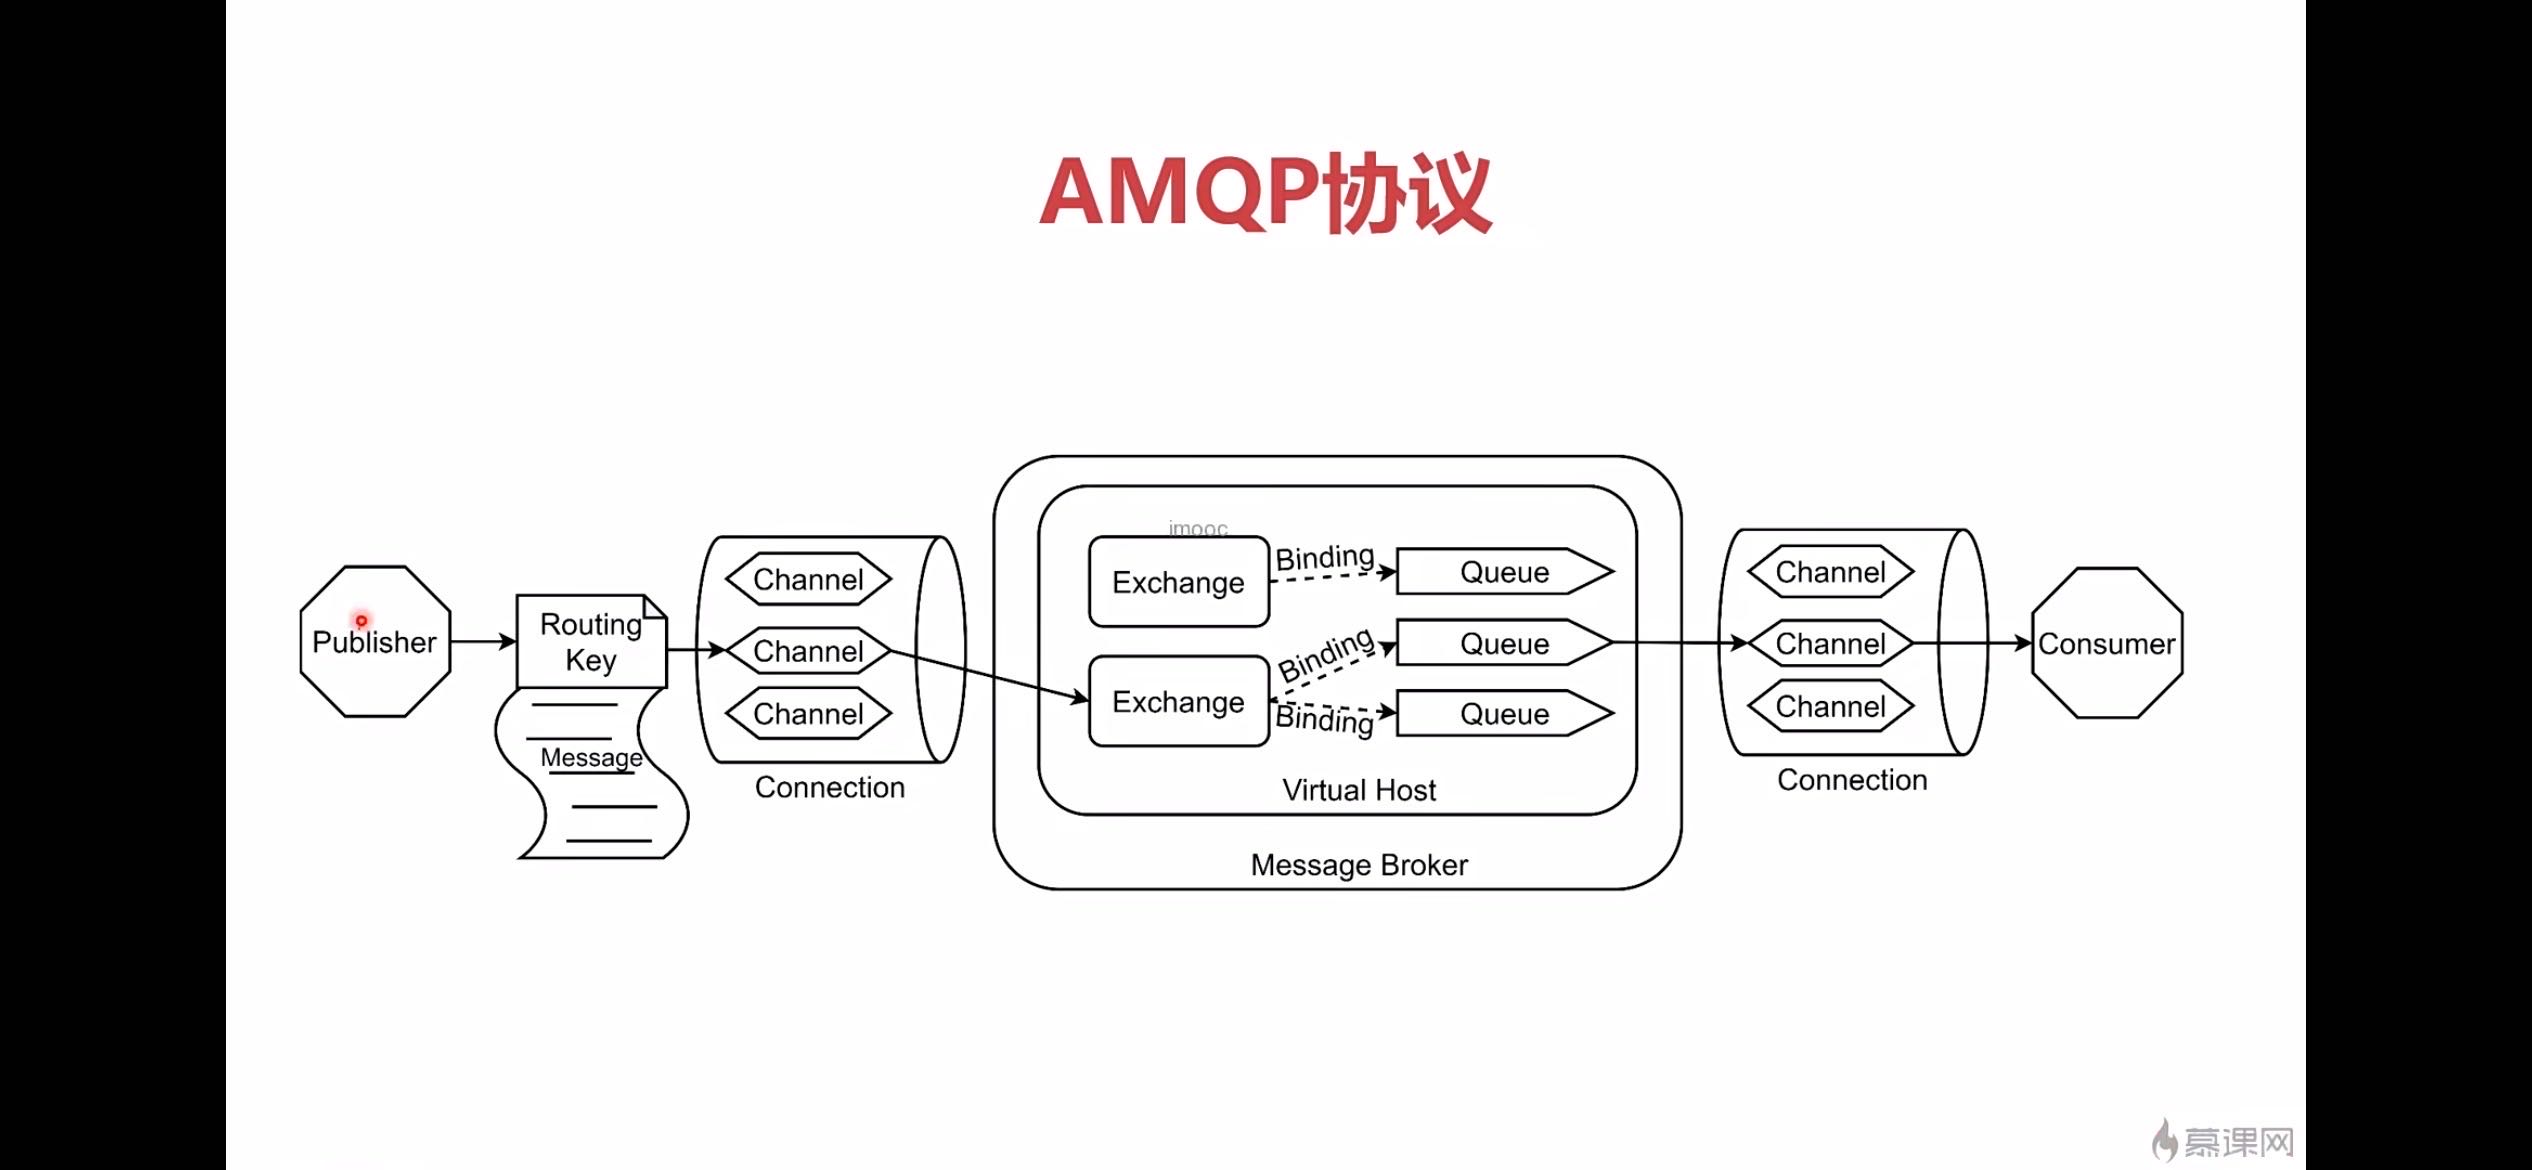 AMQP协议
imooc
Publisher
Routing
Key
Message
Channel
Channel
Channel
Connection
Exchange
Exchange
Binding
Binding
Binding
Queue
Queue
Queue
Virtual Host
Message Broker
Channel
Channel
Channel
Connection
Consumer
慕课网